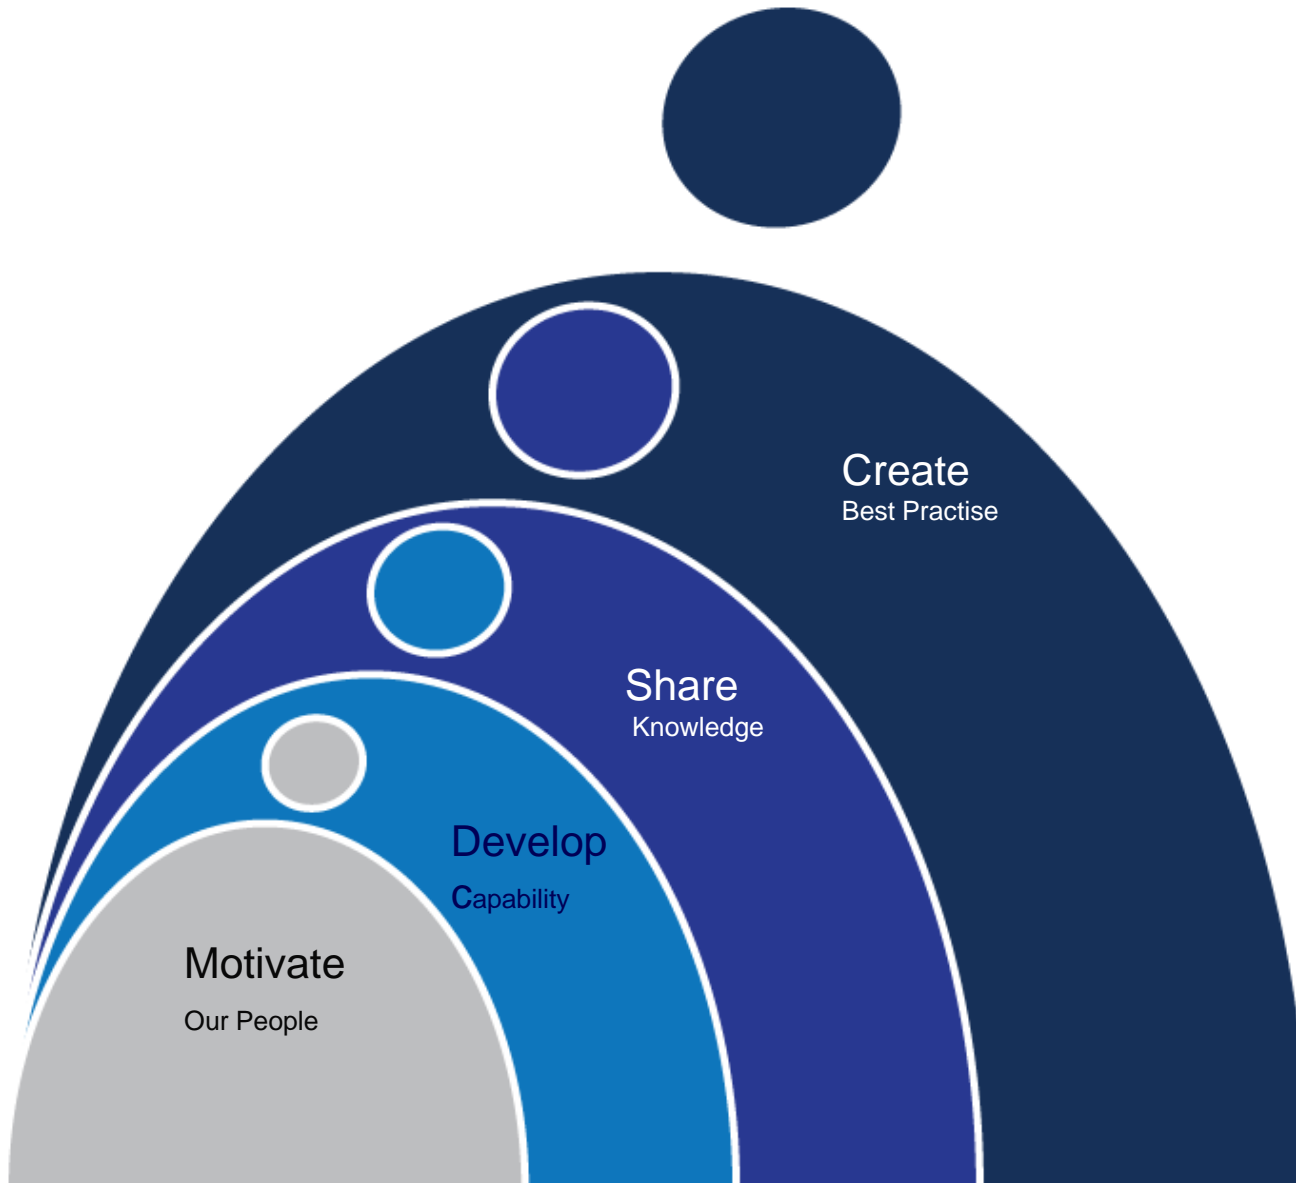 Create
Best Practise
Share
Knowledge
Develop
Capability
Motivate
Our People